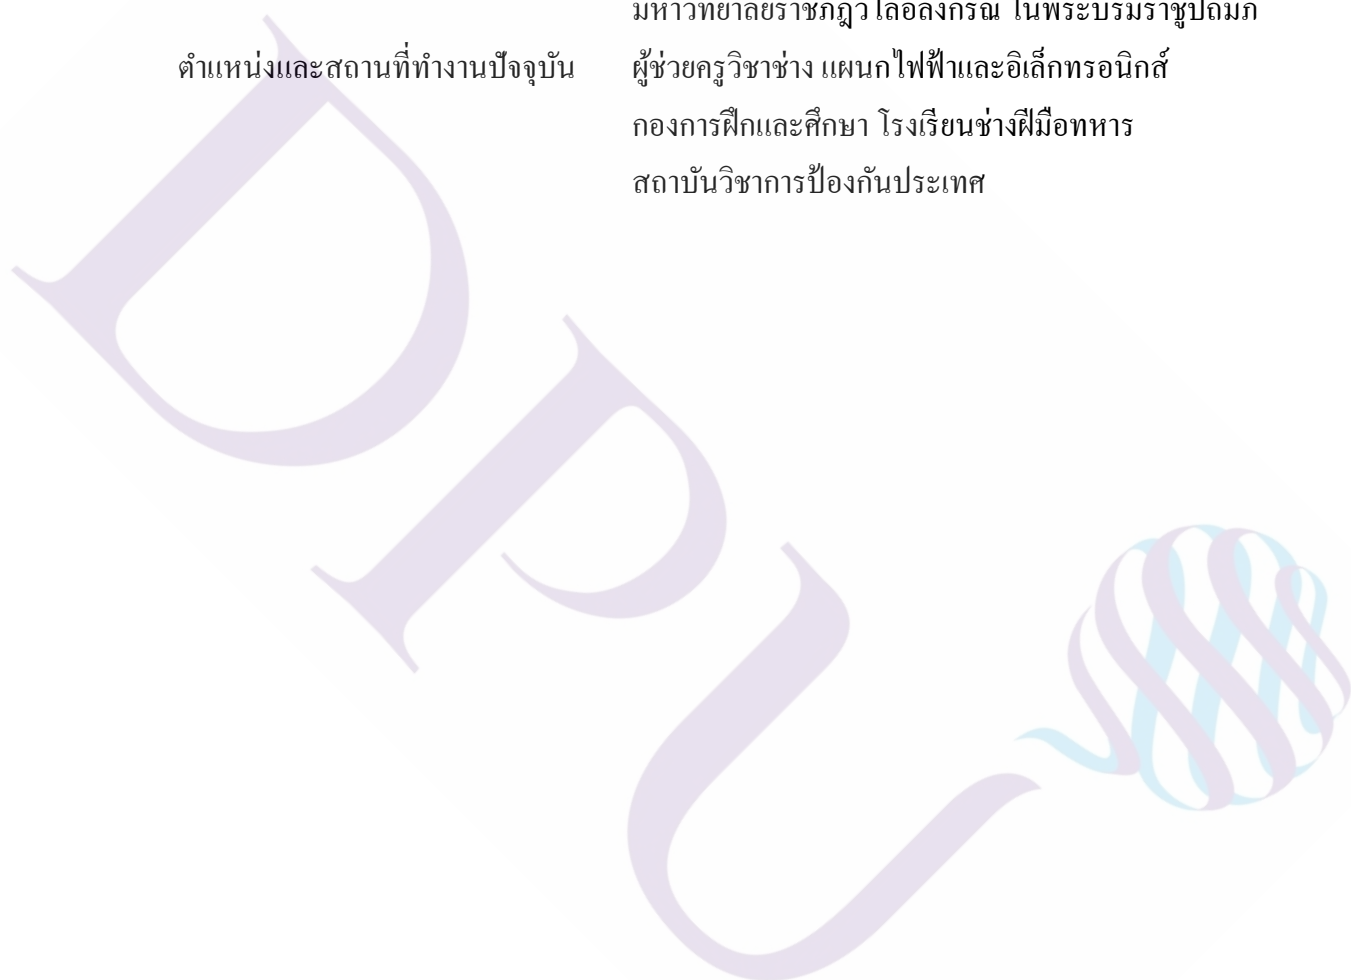 มหาวิทยาลัยราชภัฏวไลอลงกรณ์ ในพระบรมราชูปถัมภ์
ตำแหน่งและสถานที่ทำงานปัจจุบัน ผู้ช่วยครูวิชาช่าง แผนกไฟฟ้าและอิเล็กทรอนิกส์
กองการฝึกและศึกษา โรงเรียนช่างฝีมือทหาร
สถาบันวิชาการป้องกันประเทศ
DPU